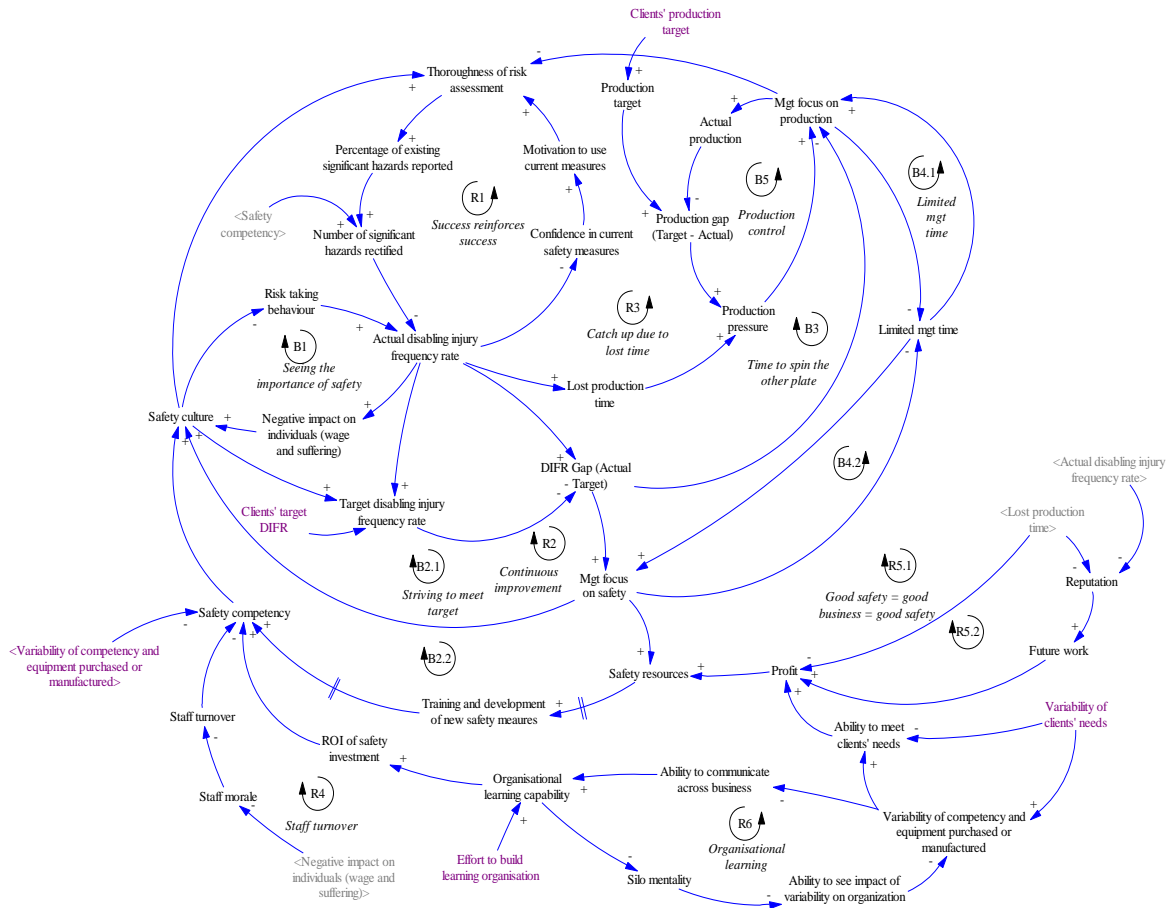 Clients' production
target
Thoroughness of risk
assessment
Production
target
Mgt focus on
production
Actual
production
Percentage of existing
significant hazards reported
Motivation to use
current measures
R1
Success reinforces
success
B5
Production
control
B4.1
Limited
mgt
time
<Safety
competency>
Number of significant
hazards rectified
Confidence in current
safety measures
Production gap
(Target - Actual)
Risk taking
behaviour
R3
Catch up due to
lost time
Production
pressure
B3
Time to spin the
other plate
Limited mgt time
B1
Seeing the
importance of safety
Actual disabling injury
frequency rate
Lost production
time
Safety culture
Negative impact on
individuals (wage
and suffering)
DIFR Gap (Actual
- Target)
B4.2
<Actual disabling injury
frequency rate>
Clients' target
DIFR
Target disabling injury
frequency rate
<Lost production
time>
B2.1
Striving to meet
target
R2
Continuous
improvement
Mgt focus
on safety
R5.1
Good safety = good
business = good safety
Reputation
Safety competency
R5.2
<Variability of competency and
equipment purchased or
manufactured>
B2.2
Safety resources
Profit
Future work
Staff turnover
Training and development
of new safety meaures
Ability to meet
clients' needs
Variability of
clients' needs
ROI of safety
investment
Organisational
learning capability
Ability to communicate
across business
Staff morale
R4
Staff turnover
R6
Organisational
learning
Variability of competency and
equipment purchased or
manufactured
<Negative impact on
individuals (wage and
suffering)>
Effort to build
learning organisation
Silo mentality
Ability to see impact of
variability on organization